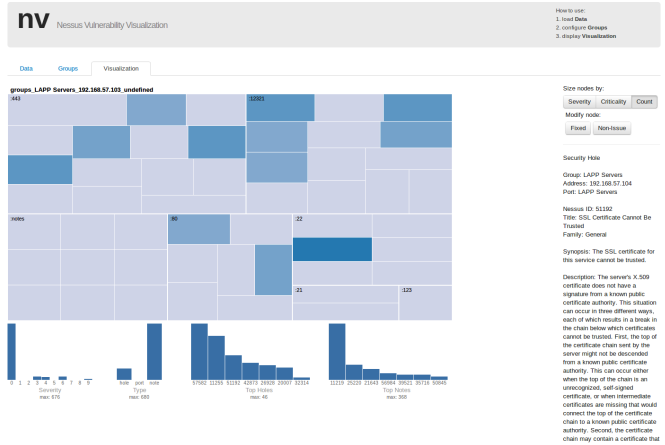 nv Nessus Vulnerability Visualization
How to use:
1. load Data
2. configure Groups
3. display Visualization
Data
Groups
Visualization
groups_LAPP Servers_192.168.57.103_undefined
:443
:12321
:notes
:80
:22
:21
:123
0 1 2 3 4 5 6 7 8 9
Severity
max: 676
hole port note
Type
max: 680
57582 11255 51192 42873 26928 20007 32314
Top Holes
max: 46
11219 25220 21643 56984 39521 35716 50845
Top Notes
max: 368
Size nodes by:
Severity Criticality Count
Modify node:
Fixed Non-Issue
Security Hole
Group: LAPP Servers
Address: 192.168.57.104
Port: LAPP Servers
Nessus ID: 51192
Title: SSL Certificate Cannot Be
Trusted
Family: General
Synopsis: The SSL certificate for
this service cannot be trusted.
Description: The server's X.509
certificate does not have a
signature from a known public
certificate authority. This situation
can occur in three different ways,
each of which results in a break in
the chain below which certificates
cannot be trusted. First, the top of
the certificate chain sent by the
server might not be descended
from a known public certificate
authority. This can occur either
when the top of the chain is an
unrecognized, self-signed
certificate, or when intermediate
certificates are missing that would
connect the top of the certificate
chain to a known public certificate
authority. Second, the certificate
chain may contain a certificate that